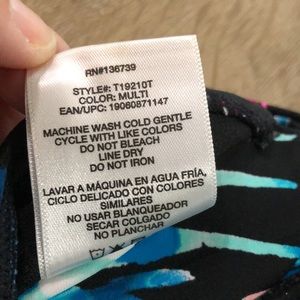 RN#136739
STYLE#: T19210T
COLOR: MULTI
EAN/UPC: 19060871147
MACHINE WASH COLD GENTLE
CYCLE WITH LIKE COLORS
DO NOT BLEACH
LINE DRY
DO NOT IRON
LAVAR A MÁQUINA EN AGUA FRÍA,
CICLO DELICADO CON COLORES
SIMILARES
NO USAR BLANQUEADOR
SECAR COLGADO
NO PLANCHAR